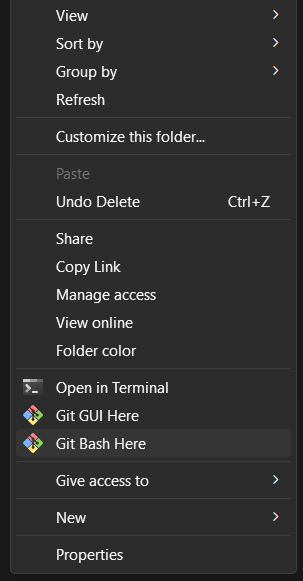 View
Sort by
Group by
Refresh
Customize this folder...
Paste
Undo Delete Ctrl+Z
Share
Copy Link
Manage access
View online
Folder color
Open in Terminal
Git GUI Here
Git Bash Here
Give access to
New
Properties